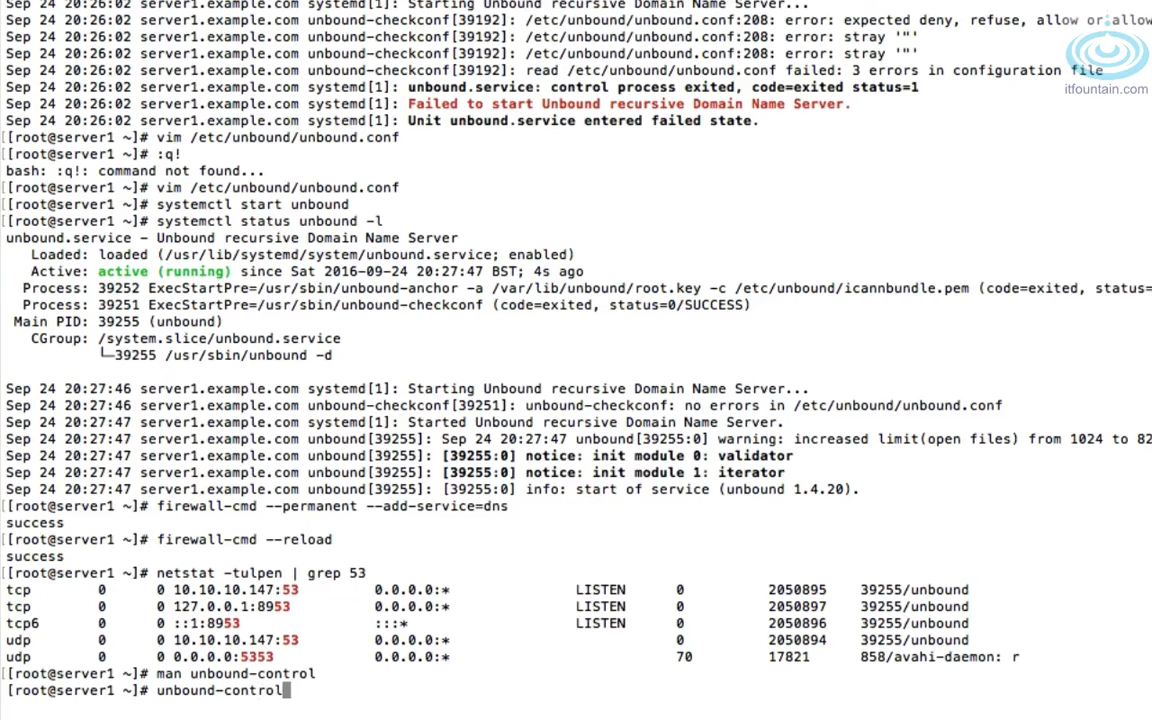 Sep 24 20:26:02 server1.example.com systemd[1]: Starting Unbound recursive Domain Name Server...
Sep 24 20:26:02 server1.example.com unbound-checkconf[39192]: /etc/unbound/unbound.conf:208: error: expected deny, refuse, allow or allow
Sep 24 20:26:02 server1.example.com unbound-checkconf[39192]: /etc/unbound/unbound.conf:208: error: stray '"'
Sep 24 20:26:02 server1.example.com unbound-checkconf[39192]: /etc/unbound/unbound.conf:208: error: stray '"'
Sep 24 20:26:02 server1.example.com unbound-checkconf[39192]: read /etc/unbound/unbound.conf failed: 3 errors in configuration file
Sep 24 20:26:02 server1.example.com systemd[1]: unbound.service: control process exited, code=exited status=1
itfountain.com
Sep 24 20:26:02 server1.example.com systemd[1]: Failed to start Unbound recursive Domain Name Server.
Sep 24 20:26:02 server1.example.com systemd[1]: Unit unbound.service entered failed state.
[[root@server1 ~]# vim /etc/unbound/unbound.conf
[[root@server1 ~]# :q!
bash: :q!: command not found...
[[root@server1 ~]# vim /etc/unbound/unbound.conf
[[root@server1 ~]# systemctl start unbound
[[root@server1 ~]# systemctl status unbound -l
unbound.service - Unbound recursive Domain Name Server
   Loaded: loaded (/usr/lib/systemd/system/unbound.service; enabled)
   Active: active (running) since Sat 2016-09-24 20:27:47 BST; 4s ago
  Process: 39252 ExecStartPre=/usr/sbin/unbound-anchor -a /var/lib/unbound/root.key -c /etc/unbound/icannbundle.pem (code=exited, status=
  Process: 39251 ExecStartPre=/usr/sbin/unbound-checkconf (code=exited, status=0/SUCCESS)
 Main PID: 39255 (unbound)
   CGroup: /system.slice/unbound.service
           └─39255 /usr/sbin/unbound -d
Sep 24 20:27:46 server1.example.com systemd[1]: Starting Unbound recursive Domain Name Server...
Sep 24 20:27:46 server1.example.com unbound-checkconf[39251]: unbound-checkconf: no errors in /etc/unbound/unbound.conf
Sep 24 20:27:47 server1.example.com systemd[1]: Started Unbound recursive Domain Name Server.
Sep 24 20:27:47 server1.example.com unbound[39255]: Sep 24 20:27:47 unbound[39255:0] warning: increased limit(open files) from 1024 to 82
Sep 24 20:27:47 server1.example.com unbound[39255]: [39255:0] notice: init module 0: validator
Sep 24 20:27:47 server1.example.com unbound[39255]: [39255:0] notice: init module 1: iterator
Sep 24 20:27:47 server1.example.com unbound[39255]: [39255:0] info: start of service (unbound 1.4.20).
[[root@server1 ~]# firewall-cmd --permanent --add-service=dns
success
[[root@server1 ~]# firewall-cmd --reload
success
[[root@server1 ~]# netstat -tulpen | grep 53
tcp        0      0 10.10.10.147:53         0.0.0.0:*               LISTEN      0          2050895    39255/unbound
tcp        0      0 127.0.0.1:8953          0.0.0.0:*               LISTEN      0          2050897    39255/unbound
tcp6       0      0 ::1:8953                :::*                    LISTEN      0          2050896    39255/unbound
udp        0      0 10.10.10.147:53         0.0.0.0:*                           0          2050894    39255/unbound
udp        0      0 0.0.0.0:5353            0.0.0.0:*                           70         17821      858/avahi-daemon: r
[[root@server1 ~]# man unbound-control
[root@server1 ~]# unbound-control